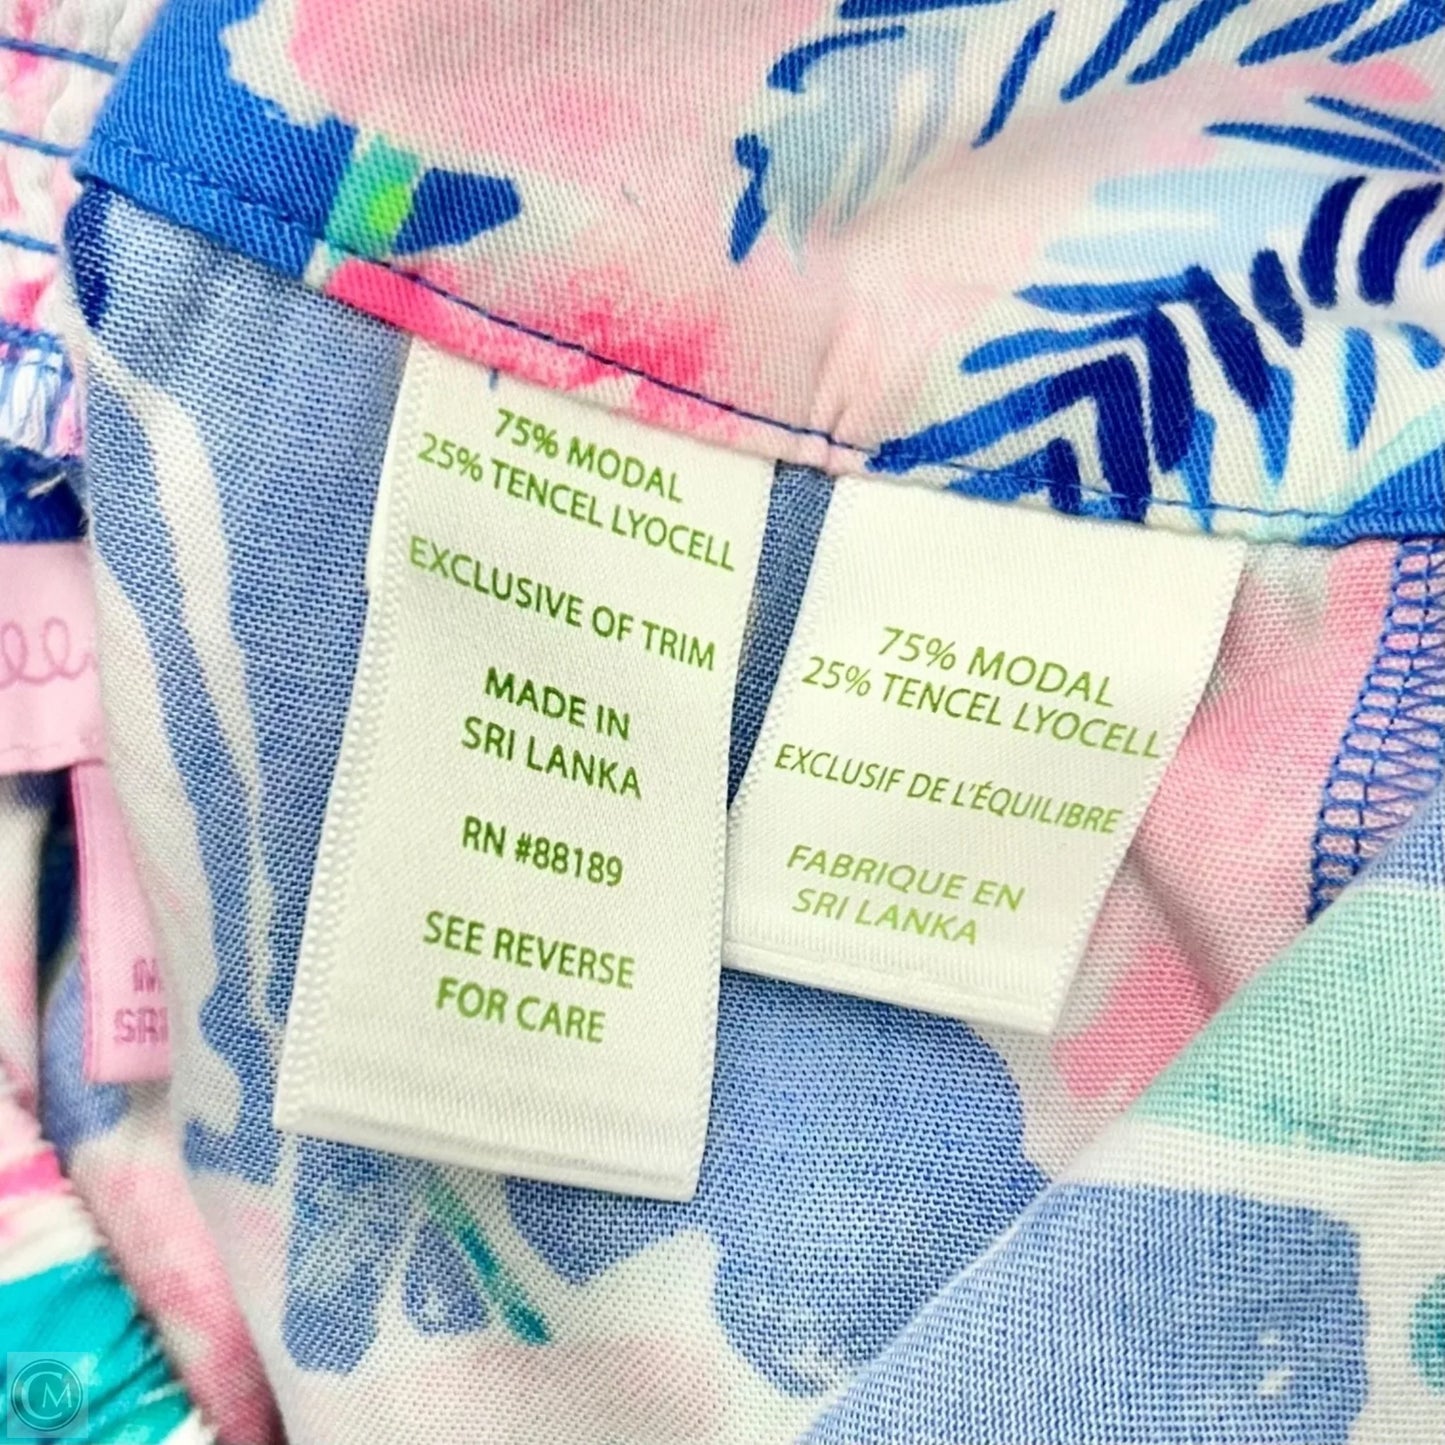 75% MODAL
25% TENCEL LYOCELL
EXCLUSIVE OF TRIM
MADE IN
SRI LANKA
RN #88189
SEE REVERSE
FOR CARE
75% MODAL
25% TENCEL LYOCELL
EXCLUSIF DE L'ÉQUILIBRE
FABRIQUE EN
SRI LANKA
CM